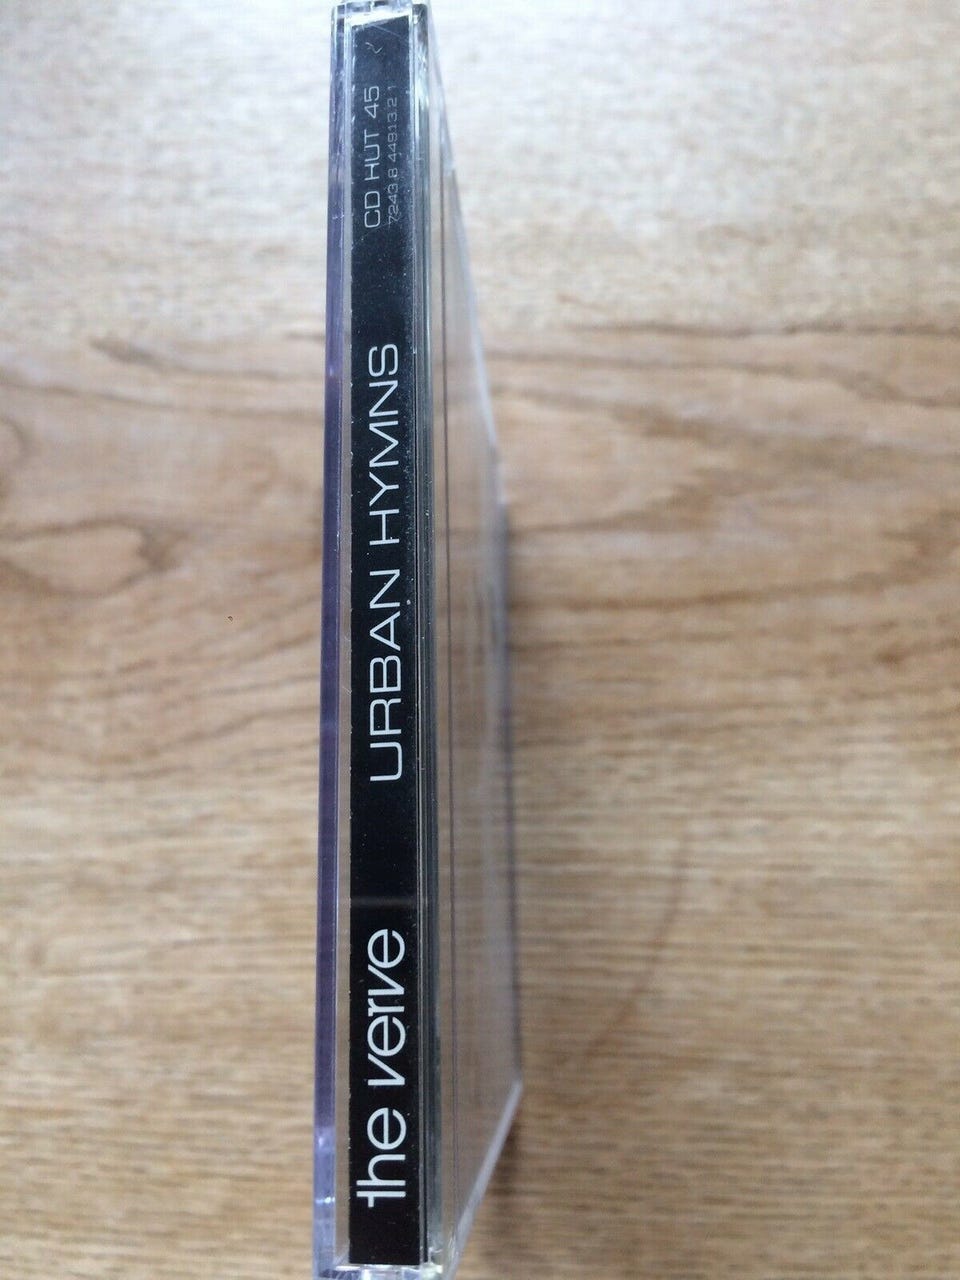 the verve
URBAN HYMNS
CD HUT 45
7243 8 44913 2 1